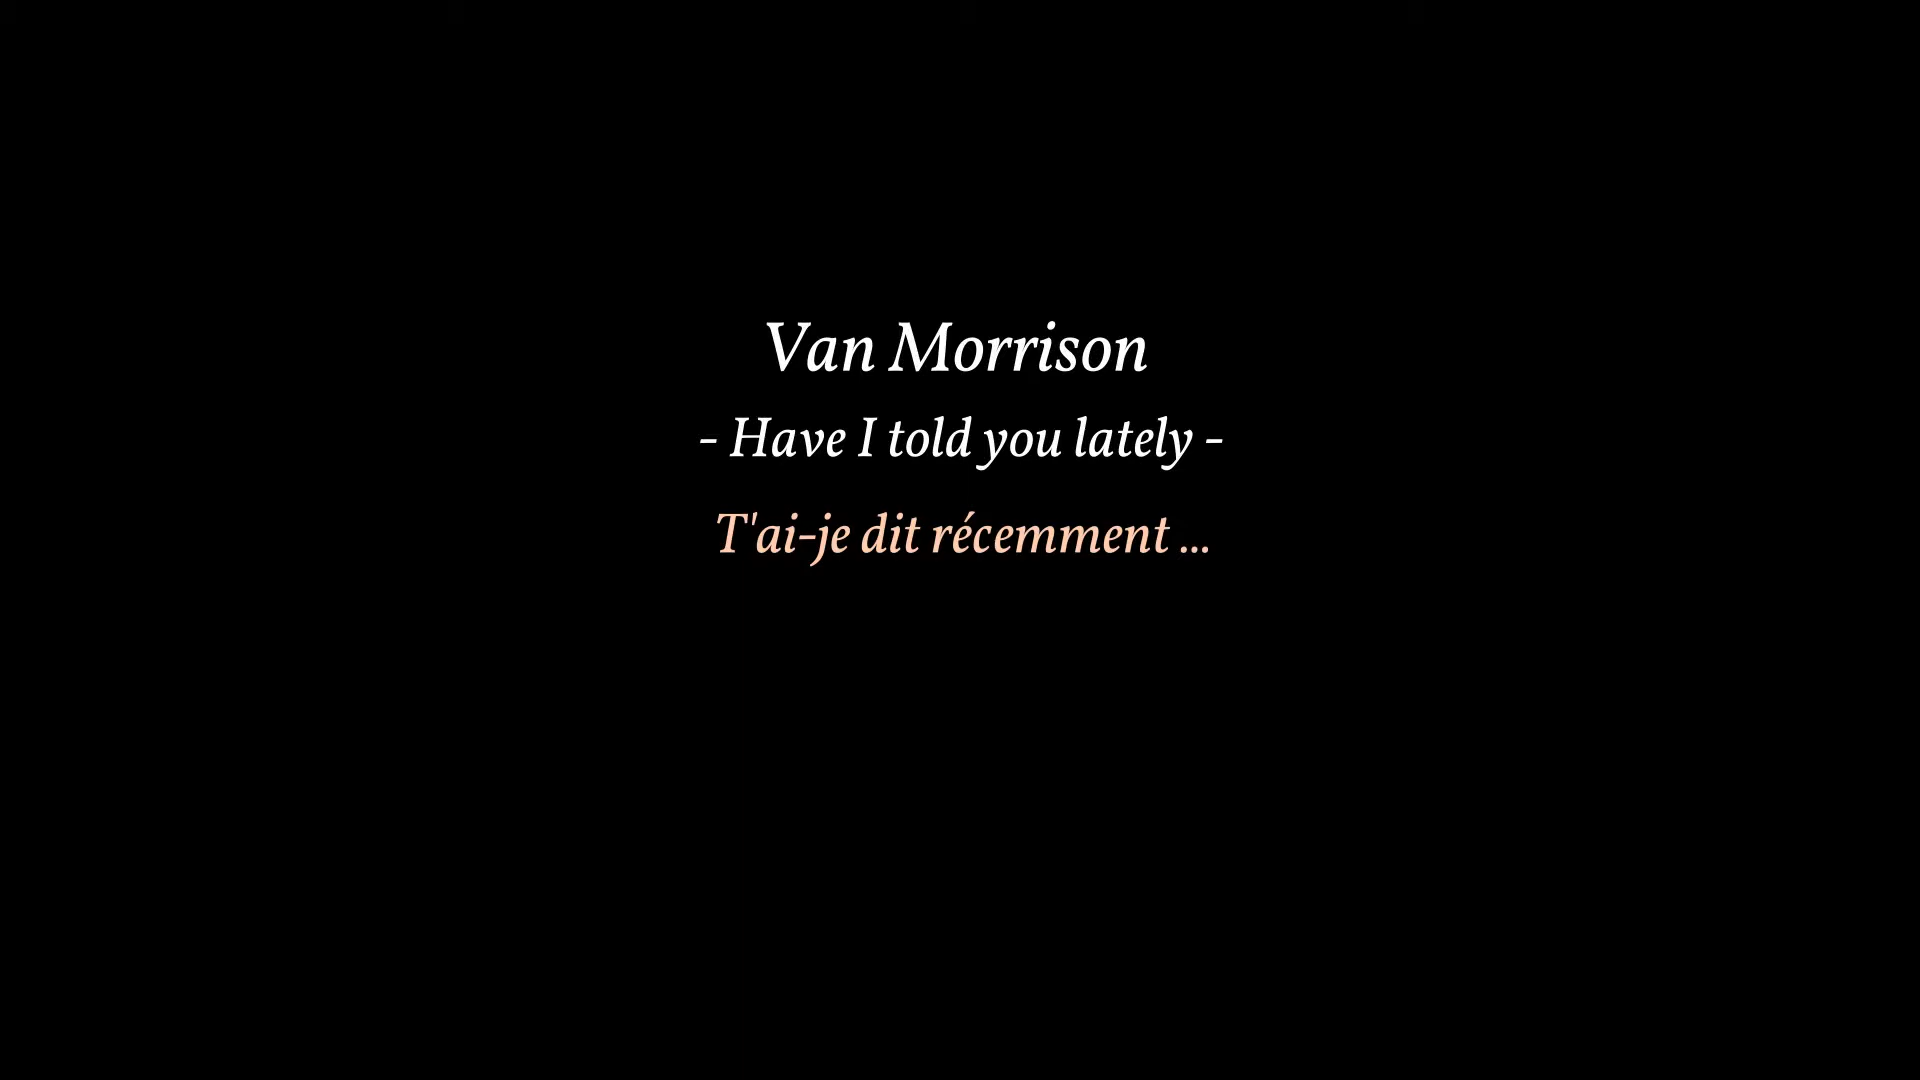 Van Morrison
- Have I told you lately -
T'ai-je dit récemment ...